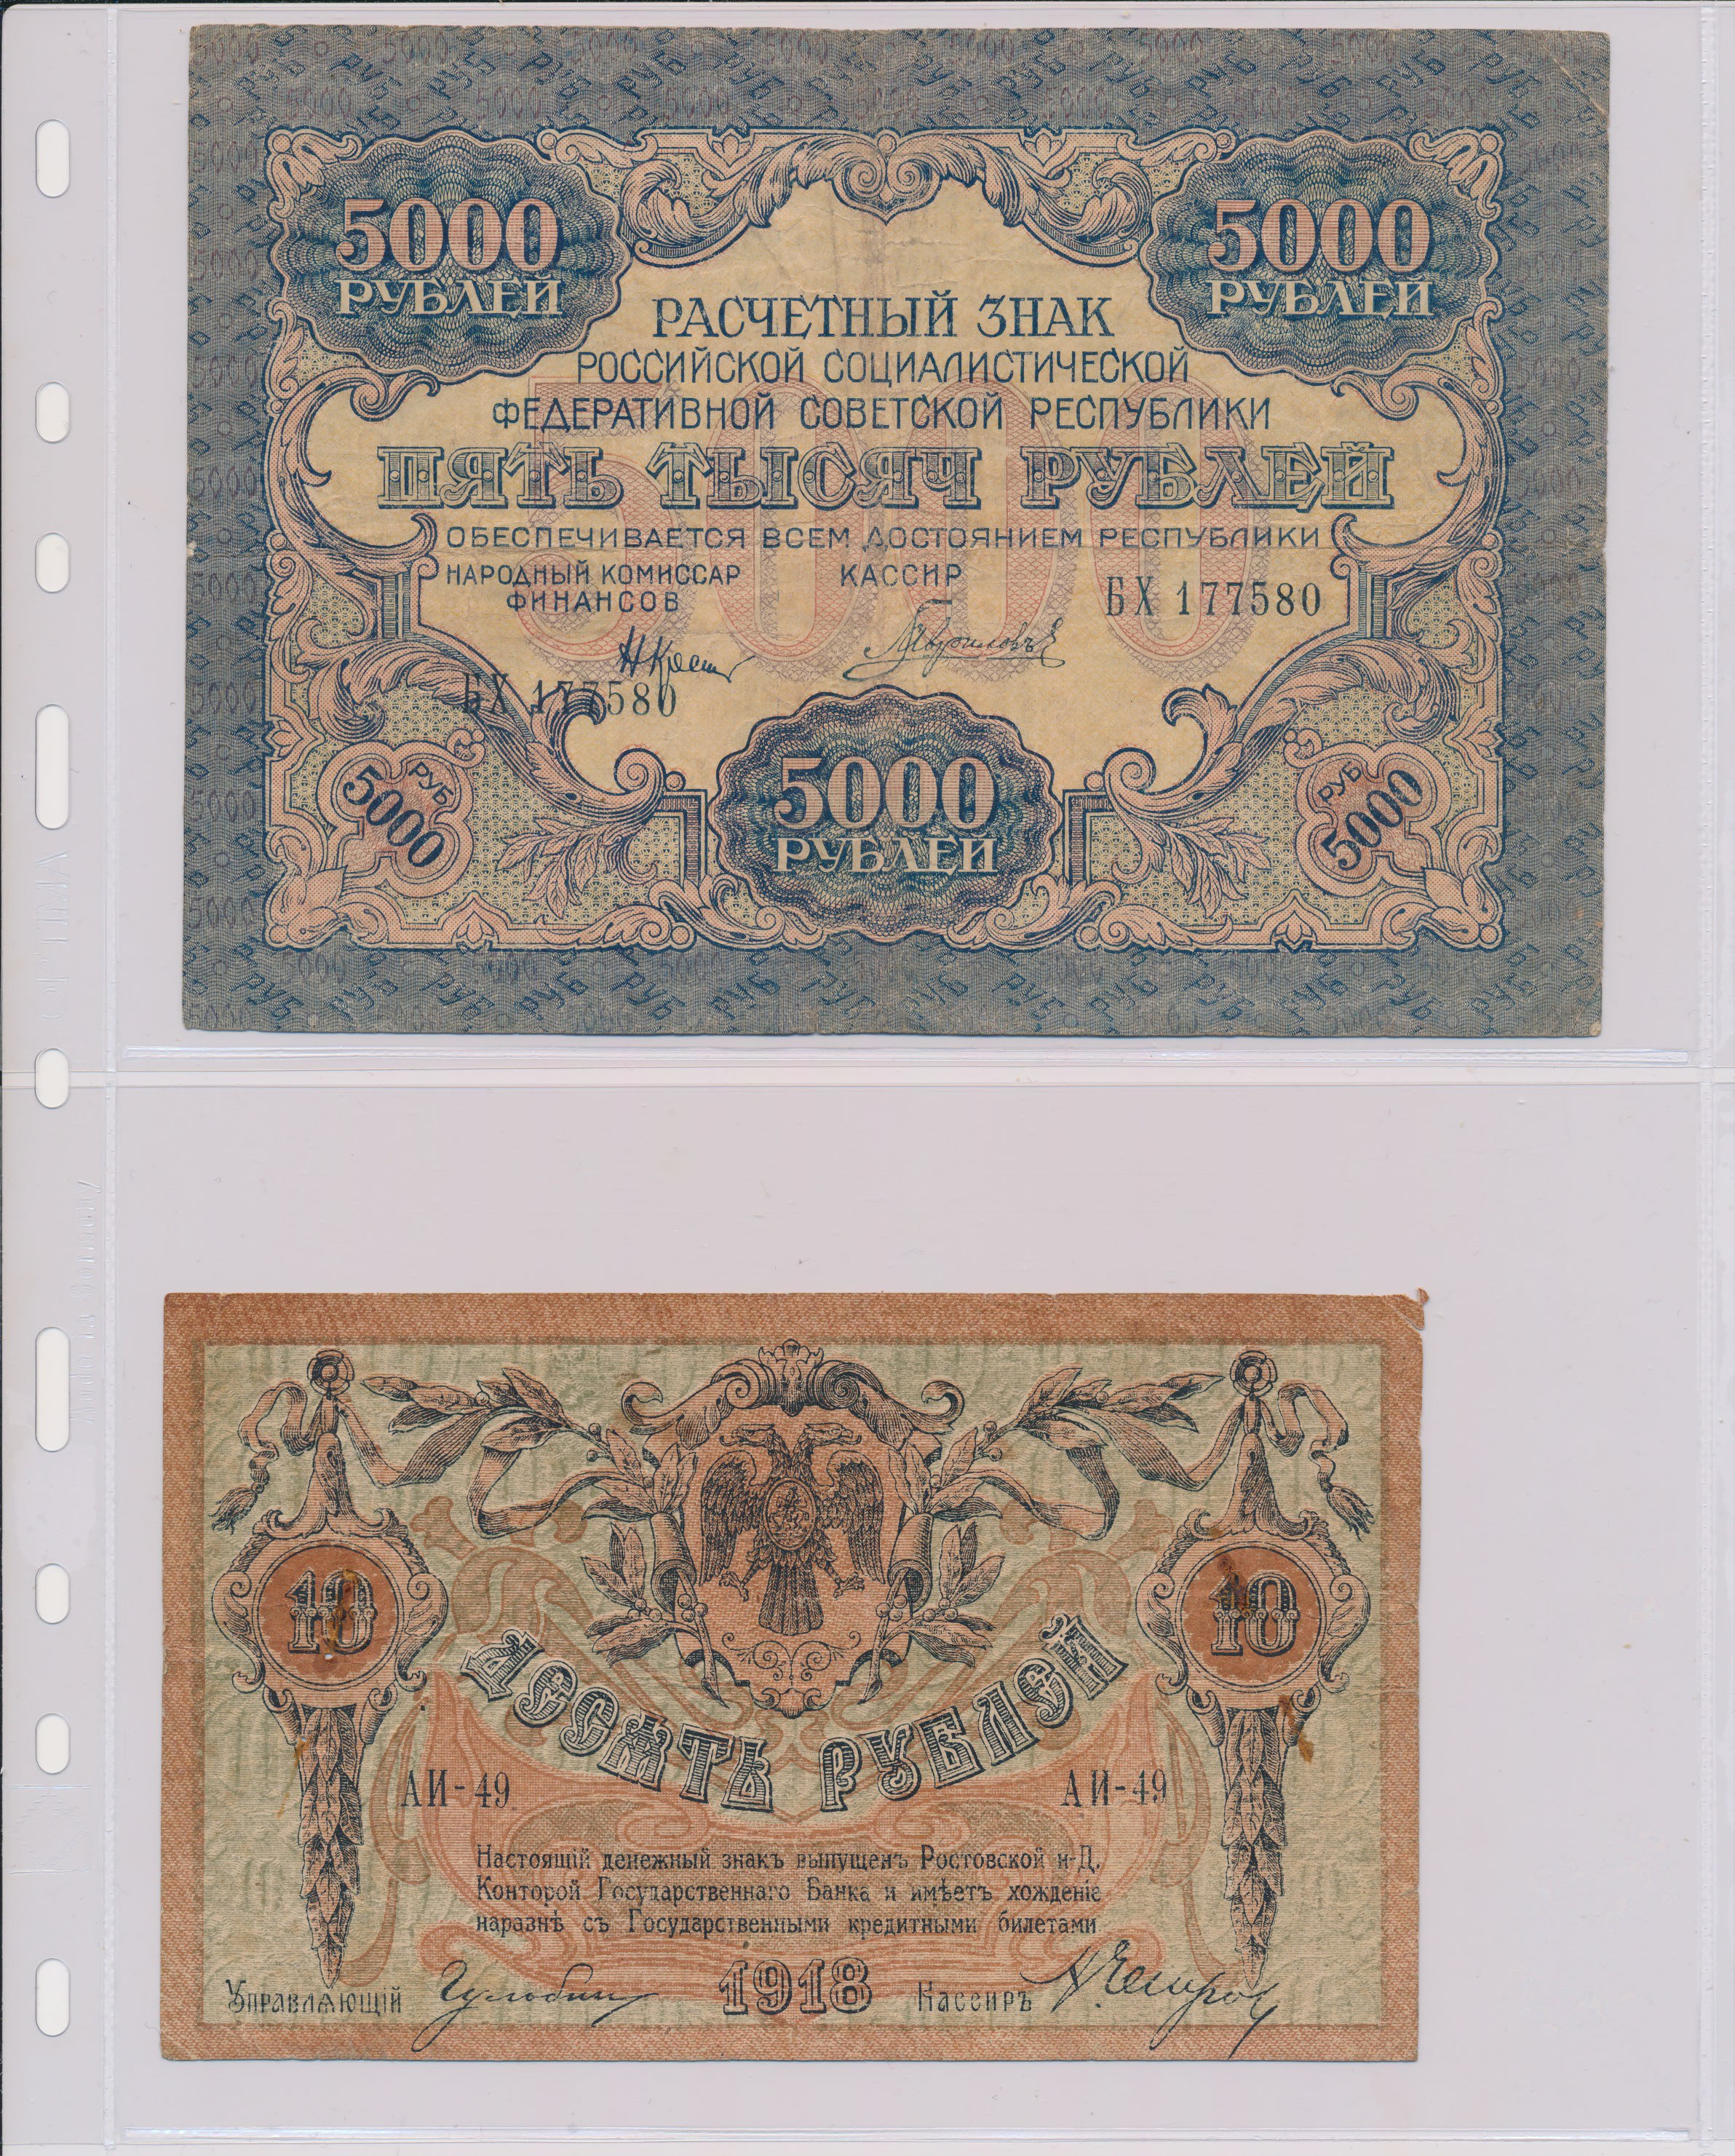 5000
РУБЛЕЙ
5000
РУБЛЕЙ
РАСЧЕТНЫЙ ЗНАК
РОССИЙСКОЙ СОЦИАЛИСТИЧЕСКОЙ
ФЕДЕРАТИВНОЙ СОВЕТСКОЙ РЕСПУБЛИКИ
ПЯТЬ ТЫСЯЧ РУБЛЕЙ
ОБЕСПЕЧИВАЕТСЯ ВСЕМ ДОСТОЯНИЕМ РЕСПУБЛИКИ
НАРОДНЫЙ КОМИССАР
ФИНАНСОВ
КАССИР
БХ 177580
БХ 177580
5000
РУБЛЕЙ
РУБ
5000
РУБ
5000
10
10
ДЕСЯТЬ РУБЛЕЙ
АИ-49
АИ-49
Настоящій денежный знакъ выпущенъ Ростовской н-Д.
Конторой Государственнаго Банка и имѣетъ хожденіе
наразнѣ съ Государственными кредитными билетами
Управляющій
1918
Кассиръ